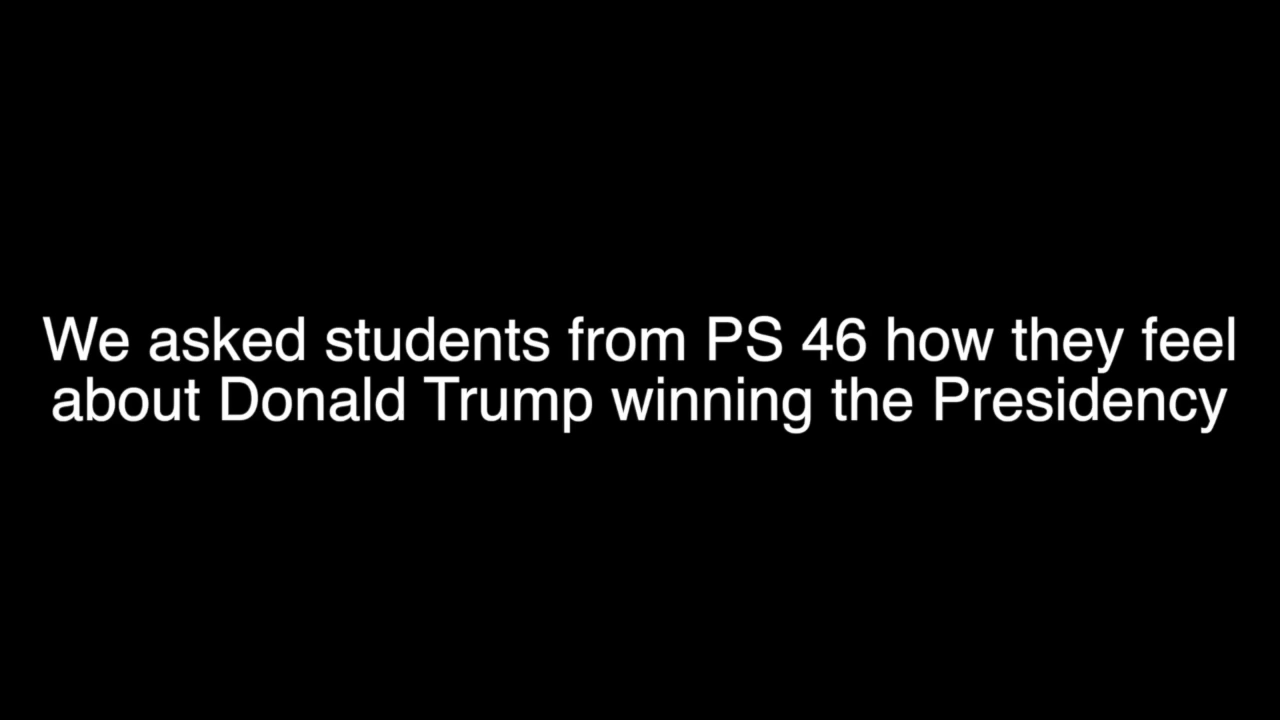 We asked students from PS 46 how they feel
about Donald Trump winning the Presidency